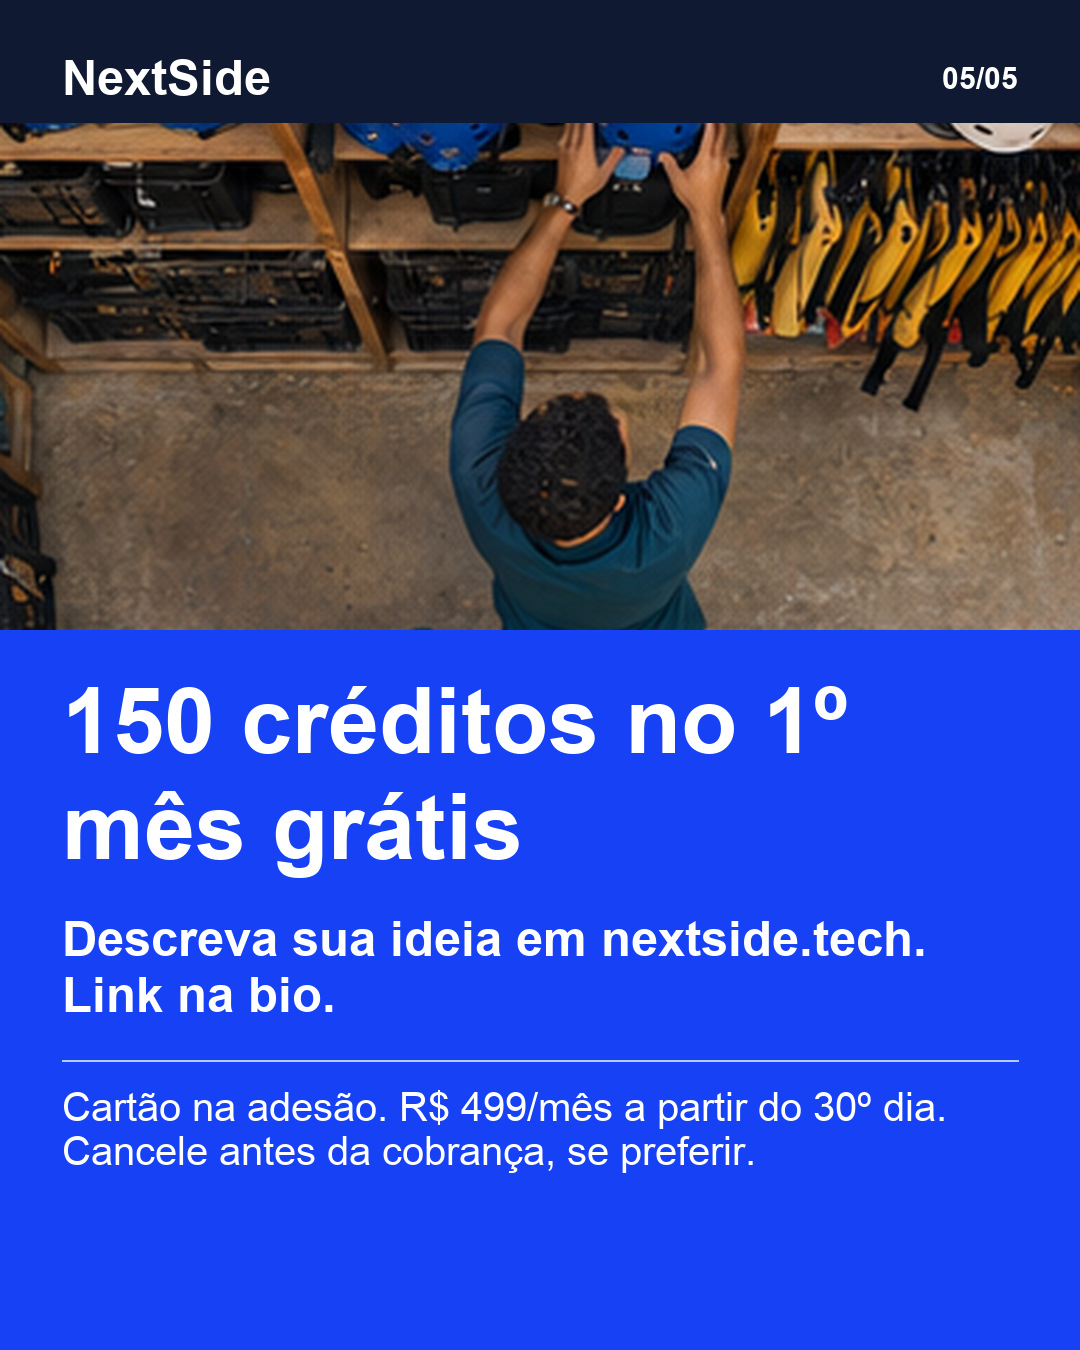 NextSide
05/05
150 créditos no 1º
mês grátis
Descreva sua ideia em nextside.tech.
Link na bio.
Cartão na adesão. R$ 499/mês a partir do 30º dia.
Cancele antes da cobrança, se preferir.